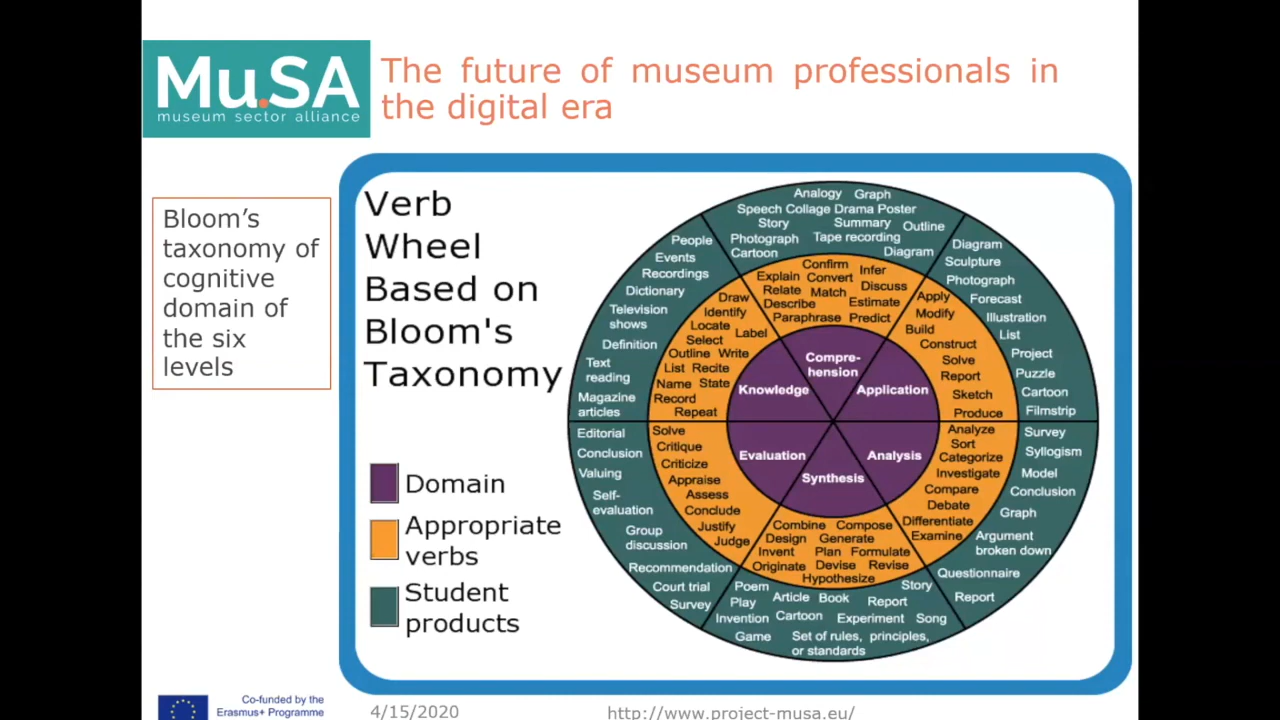 Mu.SA
museum sector alliance
The future of museum professionals in
the digital era
Bloom's
taxonomy of
cognitive
domain of
the six
levels
Verb
Wheel
Based on
Bloom's
Taxonomy
Domain
Appropriate
verbs
Student
products
Knowledge
Compre-
hension
Application
Analysis
Synthesis
Evaluation
Draw
Identify
Locate
Select
Label
Outline Write
List Recite
Name State
Record
Repeat
Confirm
Explain Convert Infer
Relate Match Discuss
Describe Estimate
Paraphrase Predict
Apply
Modify
Build
Construct
Solve
Report
Sketch
Produce
Analyze
Sort
Categorize
Investigate
Compare
Debate
Differentiate
Examine
Combine Compose
Design Generate
Invent Plan Formulate
Originate Devise Revise
Hypothesize
Solve
Critique
Criticize
Appraise
Assess
Conclude
Justify
Judge
People
Events
Recordings
Dictionary
Television
shows
Definition
Text
reading
Magazine
articles
Analogy Graph
Speech Collage Drama Poster
Story Summary Outline
Photograph Tape recording
Cartoon Diagram
Diagram
Sculpture
Photograph
Forecast
Illustration
List
Project
Puzzle
Cartoon
Filmstrip
Survey
Syllogism
Model
Conclusion
Graph
Argument
broken down
Questionnaire
Report
Story
Poem
Article Book Report
Play
Invention Cartoon Experiment Song
Game Set of rules, principles,
or standards
Editorial
Conclusion
Valuing
Self-
evaluation
Group
discussion
Recommendation
Court trial
Survey
Co-funded by the
Erasmus+ Programme
4/15/2020
http://www.project-musa.eu/